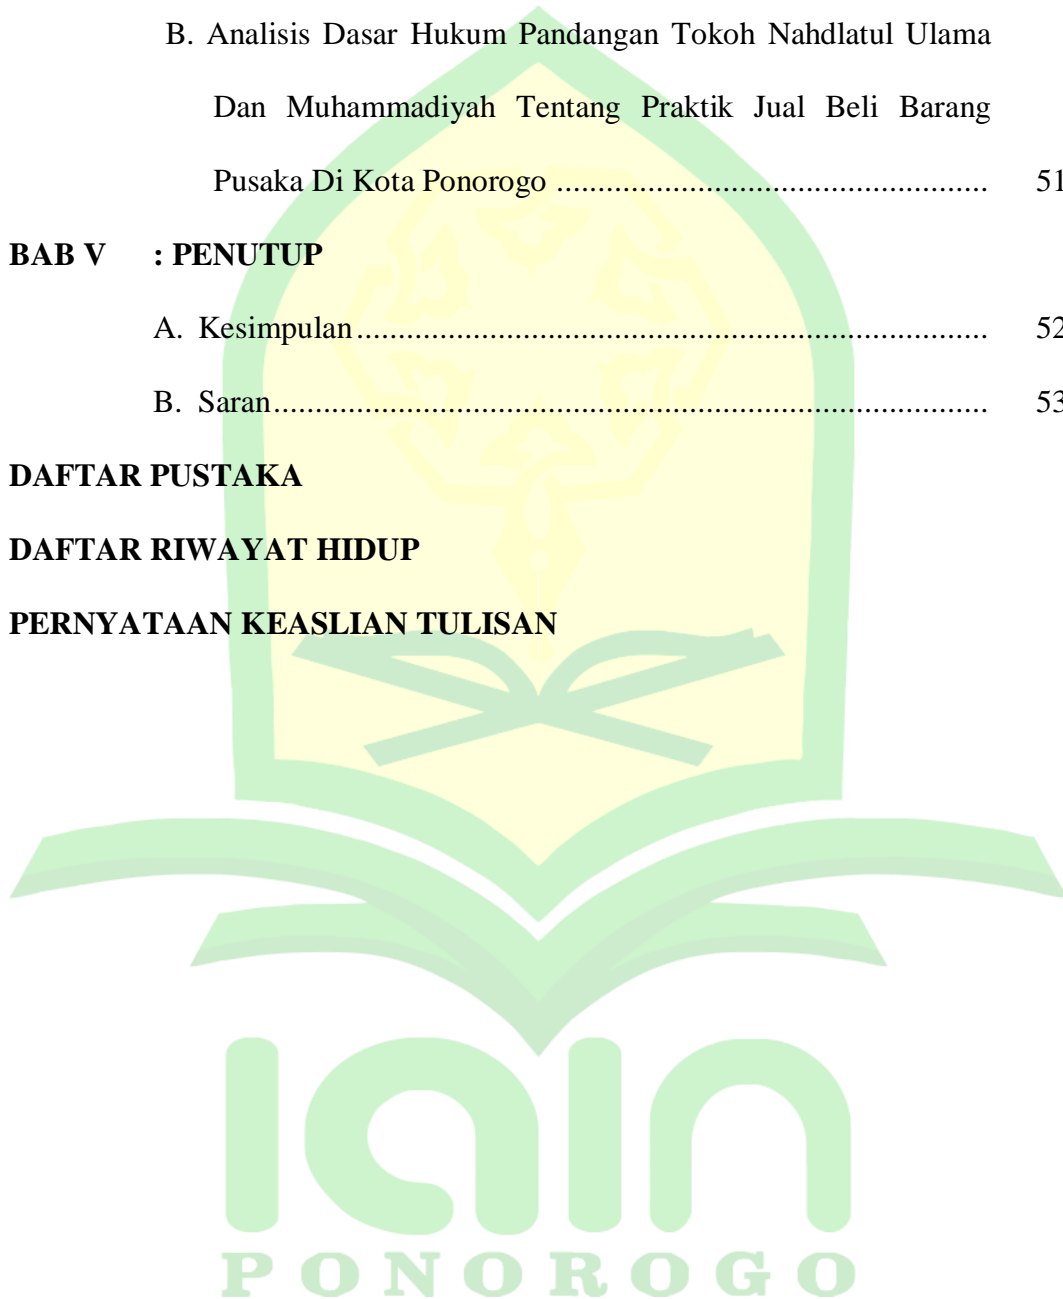 B. Analisis Dasar Hukum Pandangan Tokoh Nahdlatul Ulama
Dan Muhammadiyah Tentang Praktik Jual Beli Barang
Pusaka Di Kota Ponorogo .................................................... 51
BAB V : PENUTUP
A. Kesimpulan............................................................................ 52
B. Saran...................................................................................... 53
DAFTAR PUSTAKA
DAFTAR RIWAYAT HIDUP
PERNYATAAN KEASLIAN TULISAN
iain
PONOROGO